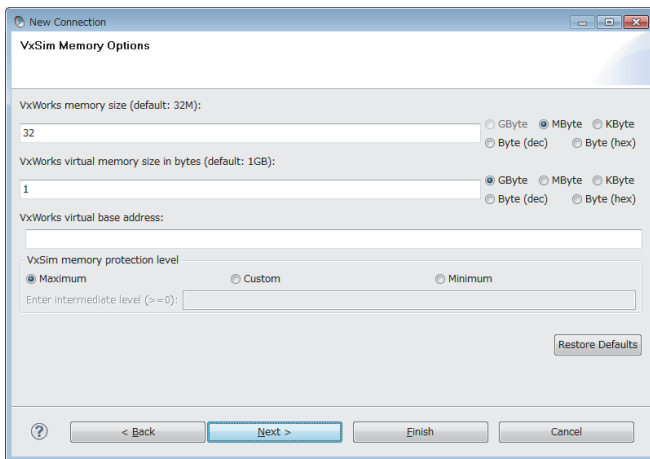 New Connection
VxSim Memory Options
VxWorks memory size (default: 32M):
32
GByte MByte KByte
Byte (dec) Byte (hex)
VxWorks virtual memory size in bytes (default: 1GB):
1
GByte MByte KByte
Byte (dec) Byte (hex)
VxWorks virtual base address:
VxSim memory protection level
Maximum Custom Minimum
Enter intermediate level (>=0):
Restore Defaults
? < Back Next > Finish Cancel